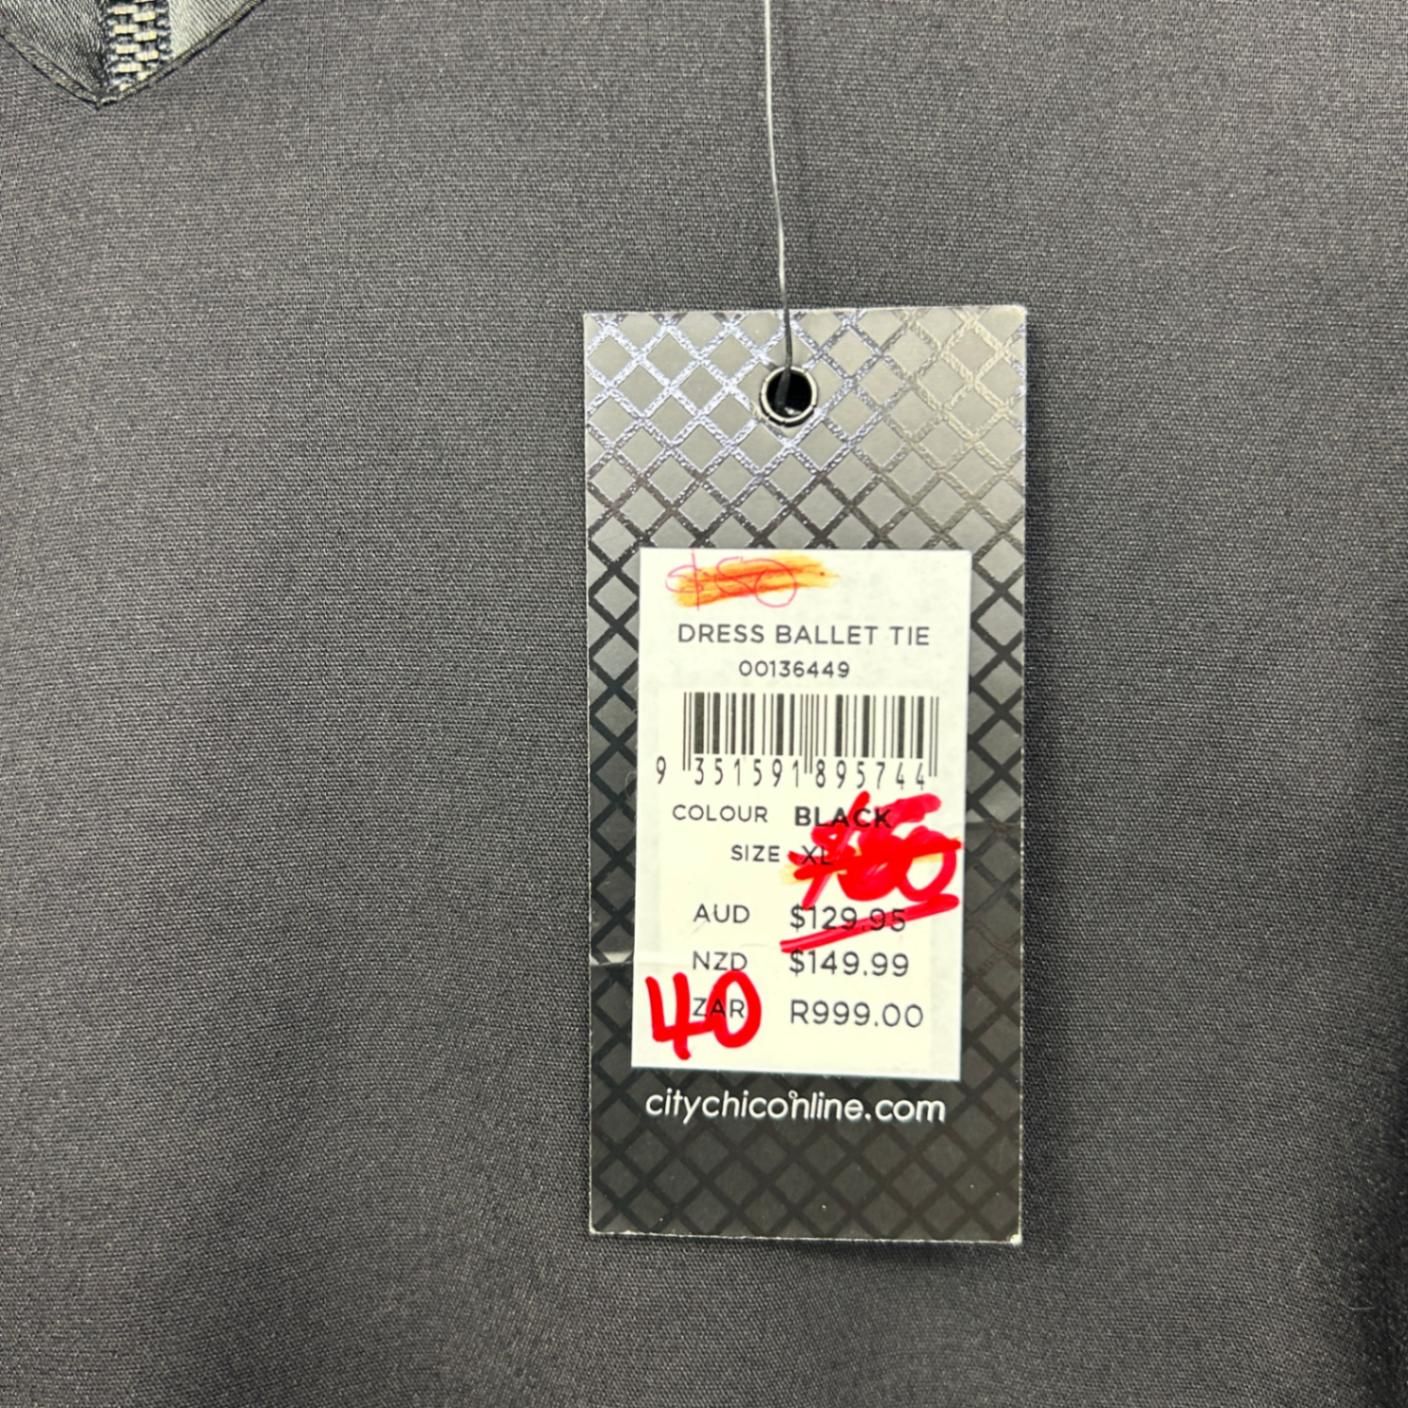 $50
DRESS BALLET TIE
00136449
9 351591 895744
COLOUR BLACK
SIZE XL
AUD $129.95
NZD $149.99
ZAR R999.00
40
citychiconline.com